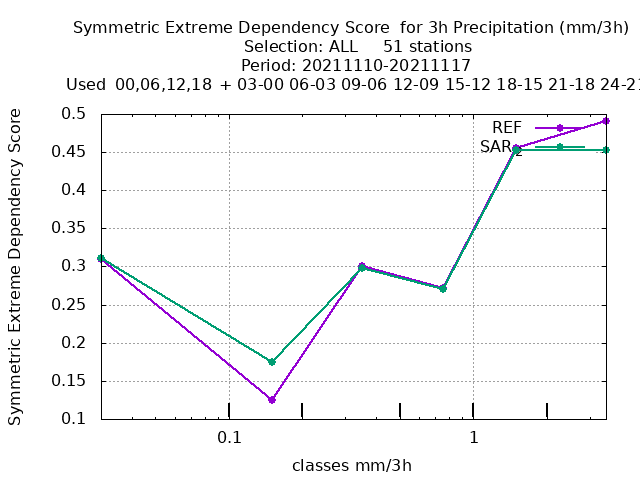 Symmetric Extreme Dependency Score  for 3h Precipitation (mm/3h)
Selection: ALL     51 stations
Period: 20211110-20211117
Used  00,06,12,18  + 03-00 06-03 09-06 12-09 15-12 18-15 21-18 24-21
Symmetric Extreme Dependency Score
0.5
0.45
0.4
0.35
0.3
0.25
0.2
0.15
0.1
REF
SAR2
0.1
1
classes mm/3h